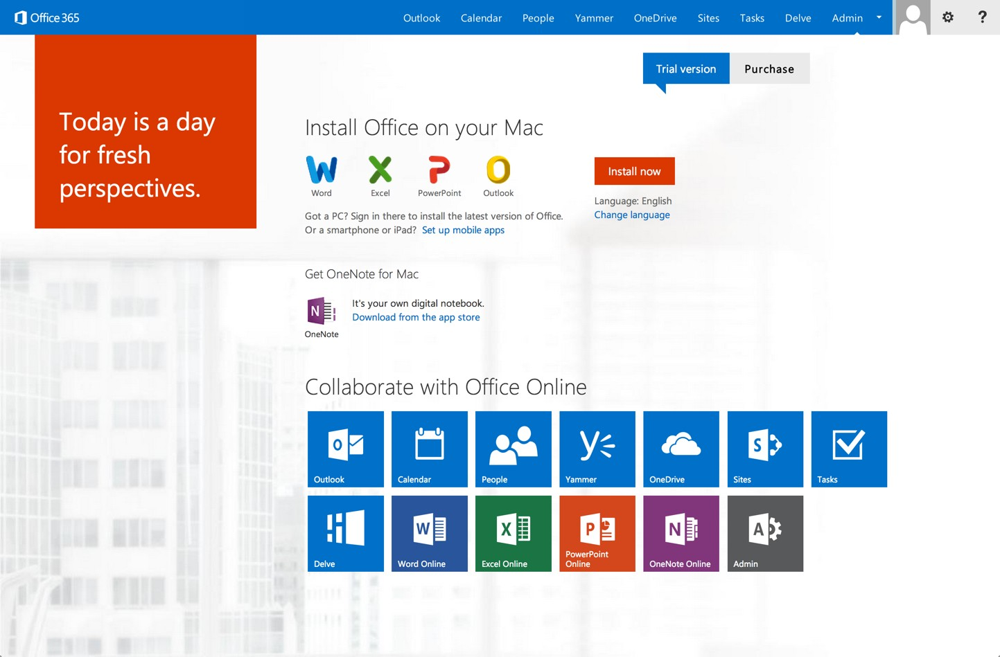 Office 365
Outlook
Calendar
People
Yammer
OneDrive
Sites
Tasks
Delve
Admin
?
Today is a day
for fresh
perspectives.
Trial version
Purchase
Install Office on your Mac
Word
Excel
PowerPoint
Outlook
Install now
Language: English
Change language
Got a PC? Sign in there to install the latest version of Office.
Or a smartphone or iPad? Set up mobile apps
Get OneNote for Mac
N
OneNote
It's your own digital notebook.
Download from the app store
Collaborate with Office Online
Outlook
Calendar
People
Yammer
OneDrive
Sites
Tasks
Delve
Word Online
Excel Online
PowerPoint
Online
OneNote Online
Admin